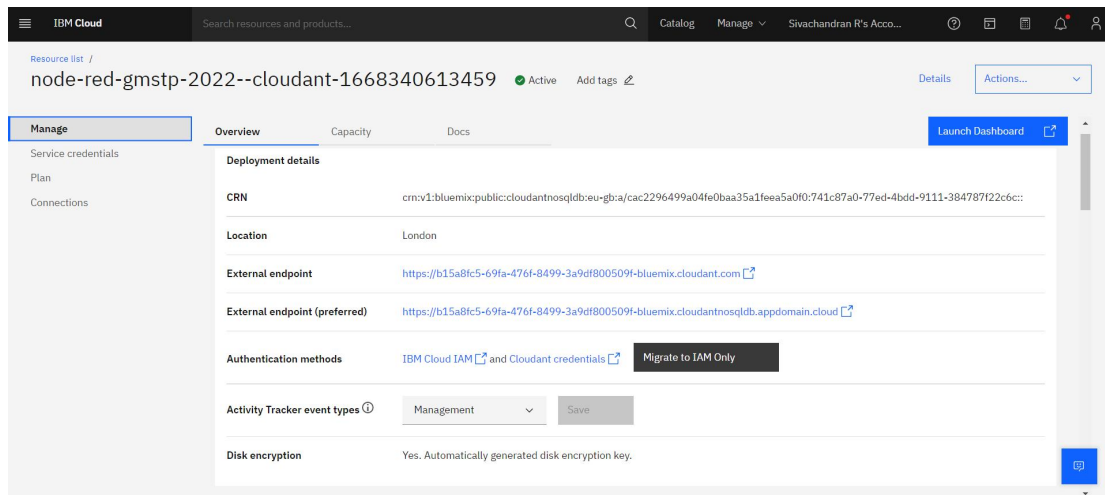 IBM Cloud
Search resources and products...
Catalog
Manage
Sivachandran R's Acco...
Resource list /
node-red-gmstp-2022--cloudant-1668340613459
Active
Add tags
Details
Actions...
Manage
Service credentials
Plan
Connections
Overview
Capacity
Docs
Launch Dashboard
Deployment details
CRN
crn:v1:bluemix:public:cloudantnosqldb:eu-gb:a/cac2296499a04fe0baa35a1feea5a0f0:741c87a0-77ed-4bdd-9111-384787f22c6c::
Location
London
External endpoint
https://b15a8fc5-69fa-476f-8499-3a9df800509f-bluemix.cloudant.com
External endpoint (preferred)
https://b15a8fc5-69fa-476f-8499-3a9df800509f-bluemix.cloudantnosqldb.appdomain.cloud
Authentication methods
IBM Cloud IAM and Cloudant credentials
Migrate to IAM Only
Activity Tracker event types
Management
Save
Disk encryption
Yes. Automatically generated disk encryption key.